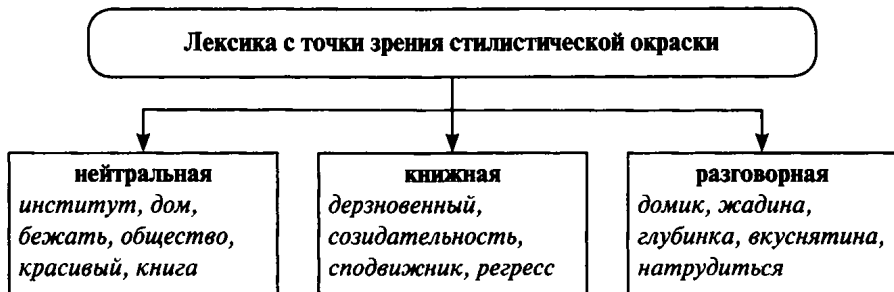 Лексика с точки зрения стилистической окраски
нейтральная
институт, дом,
бежать, общество,
красивый, книга
книжная
дерзновенный,
созидательность,
сподвижник, регресс
разговорная
домик, жадина,
глубинка, вкуснятина,
натрудиться